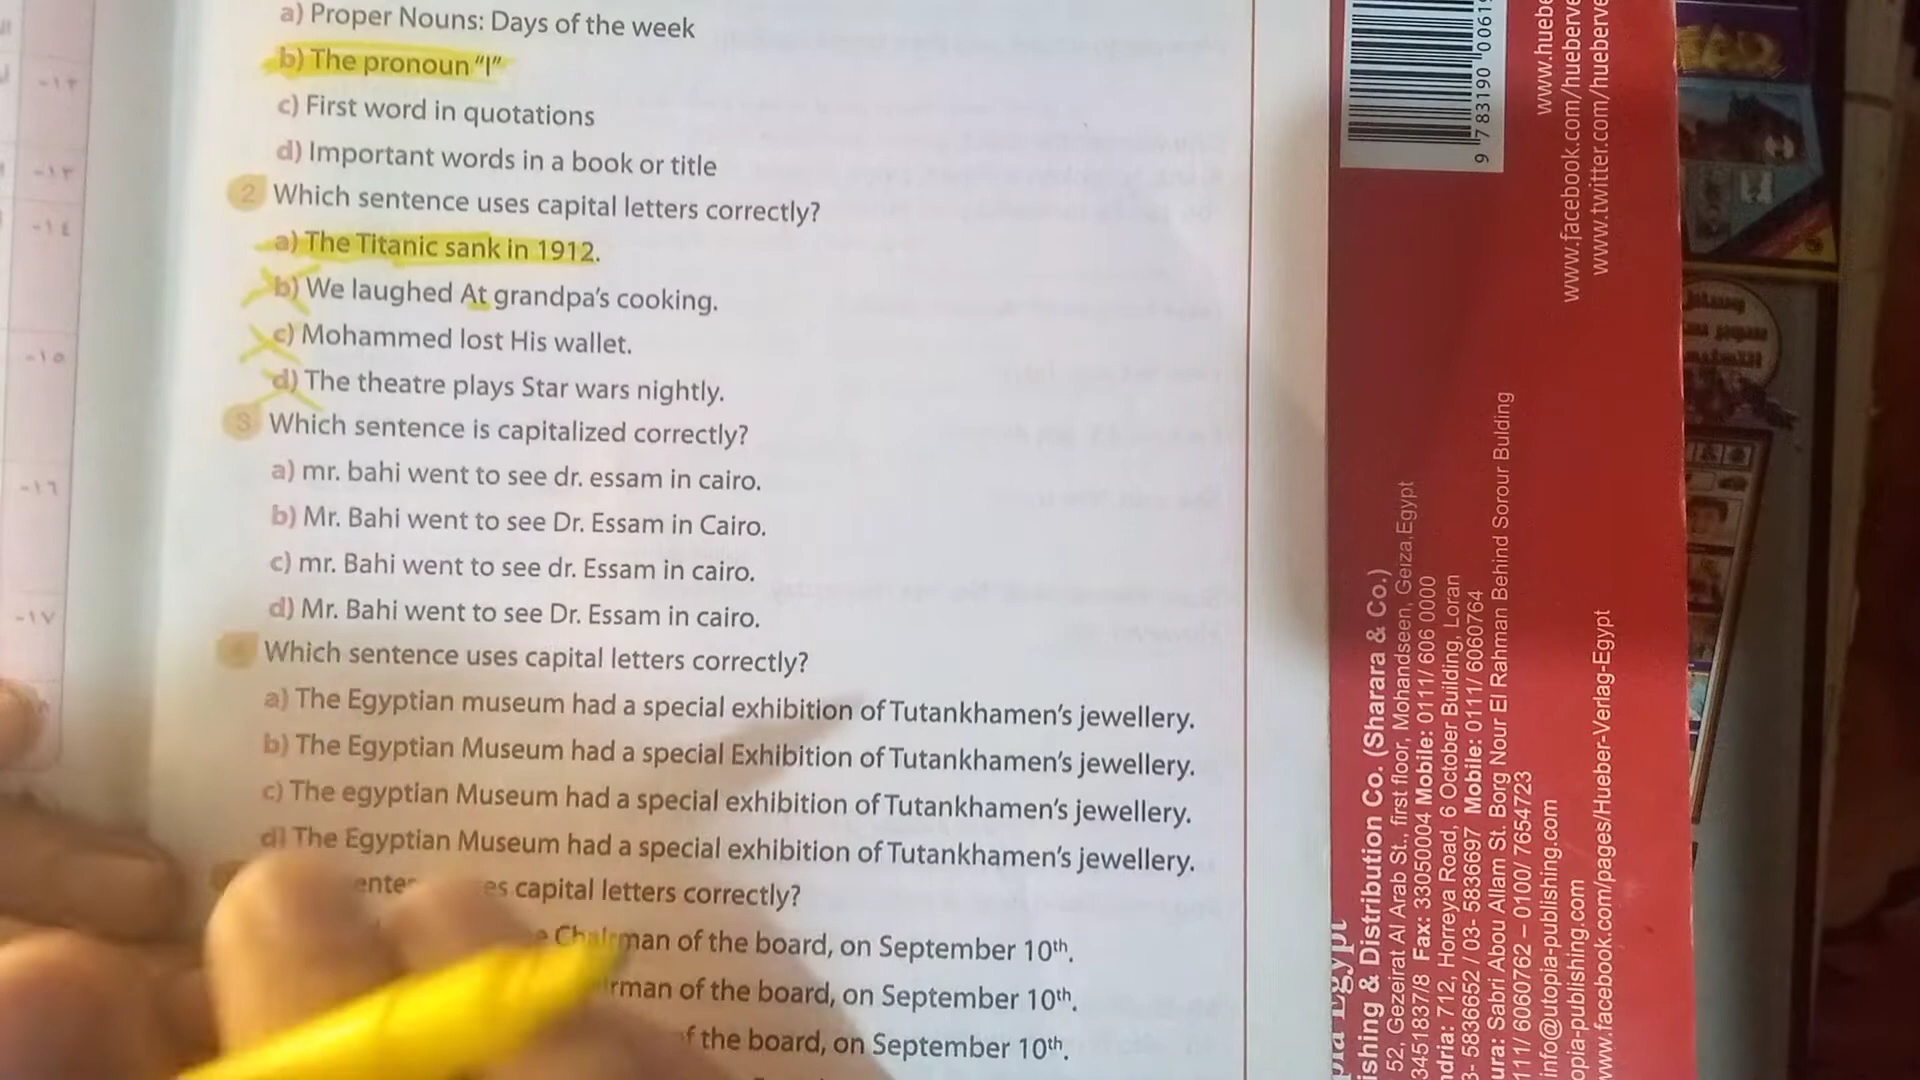 a) Proper Nouns: Days of the week
b) The pronoun "I"
c) First word in quotations
d) Important words in a book or title
2 Which sentence uses capital letters correctly?
a) The Titanic sank in 1912.
b) We laughed At grandpa's cooking.
c) Mohammed lost His wallet.
d) The theatre plays Star wars nightly.
3 Which sentence is capitalized correctly?
a) mr. bahi went to see dr. essam in cairo.
b) Mr. Bahi went to see Dr. Essam in Cairo.
c) mr. Bahi went to see dr. Essam in cairo.
d) Mr. Bahi went to see Dr. Essam in cairo.
Which sentence uses capital letters correctly?
a) The Egyptian museum had a special exhibition of Tutankhamen's jewellery.
b) The Egyptian Museum had a special Exhibition of Tutankhamen's jewellery.
c) The egyptian Museum had a special exhibition of Tutankhamen's jewellery.
d) The Egyptian Museum had a special exhibition of Tutankhamen's jewellery.
capital letters correctly?
Chairman of the board, on September 10th.
of the board, on September 10th.
the board, on September 10th.
-١٣
-١٤
-١٥
-١٦
-١٧
9 783190 0061
www.hueberve
www.facebook.com/hueberve
www.twitter.com/hueberve
Egypt
ishing & Distribution Co. (Sharara & Co.)
52, Gezeirat Al Arab St., first floor, Mohandseen, Geiza,Egypt
3451837/8 Fax: 33050004 Mobile: 0111/ 606 0000
ndria: 712, Horreya Road, 6 October Building, Loran
3- 5836652 / 03- 5836697 Mobile: 0111/ 6060764
ura: Sabri Abou Allam St. Borg Nour El Rahman Behind Sorour Bulding
111/ 6060762 – 0100/ 7654723
info@utopia-publishing.com
opia-publishing.com
www.facebook.com/pages/Hueber-Verlag-Egypt